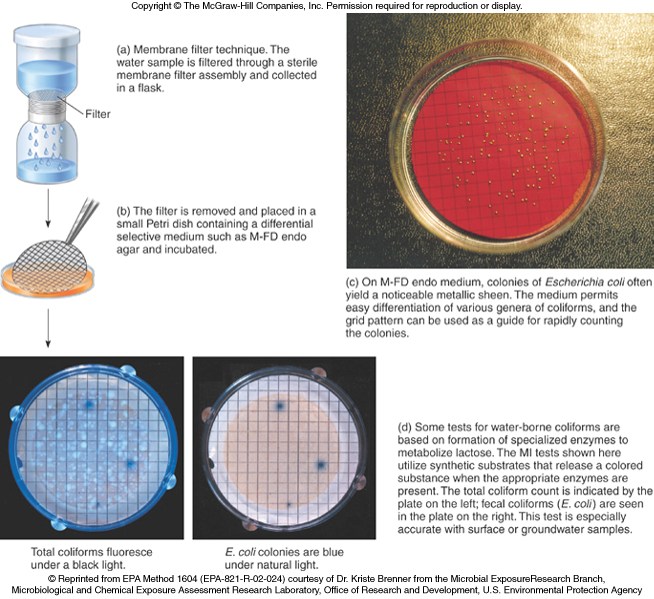 Copyright © The McGraw-Hill Companies, Inc. Permission required for reproduction or display.
(a) Membrane filter technique. The
water sample is filtered through a sterile
membrane filter assembly and collected
in a flask.
Filter
(b) The filter is removed and placed in a
small Petri dish containing a differential
selective medium such as M-FD endo
agar and incubated.
(c) On M-FD endo medium, colonies of Escherichia coli often
yield a noticeable metallic sheen. The medium permits
easy differentiation of various genera of coliforms, and the
grid pattern can be used as a guide for rapidly counting
the colonies.
(d) Some tests for water-borne coliforms are
based on formation of specialized enzymes to
metabolize lactose. The MI tests shown here
utilize synthetic substrates that release a colored
substance when the appropriate enzymes are
present. The total coliform count is indicated by the
plate on the left; fecal coliforms (E. coli) are seen
in the plate on the right. This test is especially
accurate with surface or groundwater samples.
Total coliforms fluoresce
under a black light.
E. coli colonies are blue
under natural light.
© Reprinted from EPA Method 1604 (EPA-821-R-02-024) courtesy of Dr. Kriste Brenner from the Microbial ExposureResearch Branch,
Microbiological and Chemical Exposure Assessment Research Laboratory, Office of Research and Development, U.S. Environmental Protection Agency